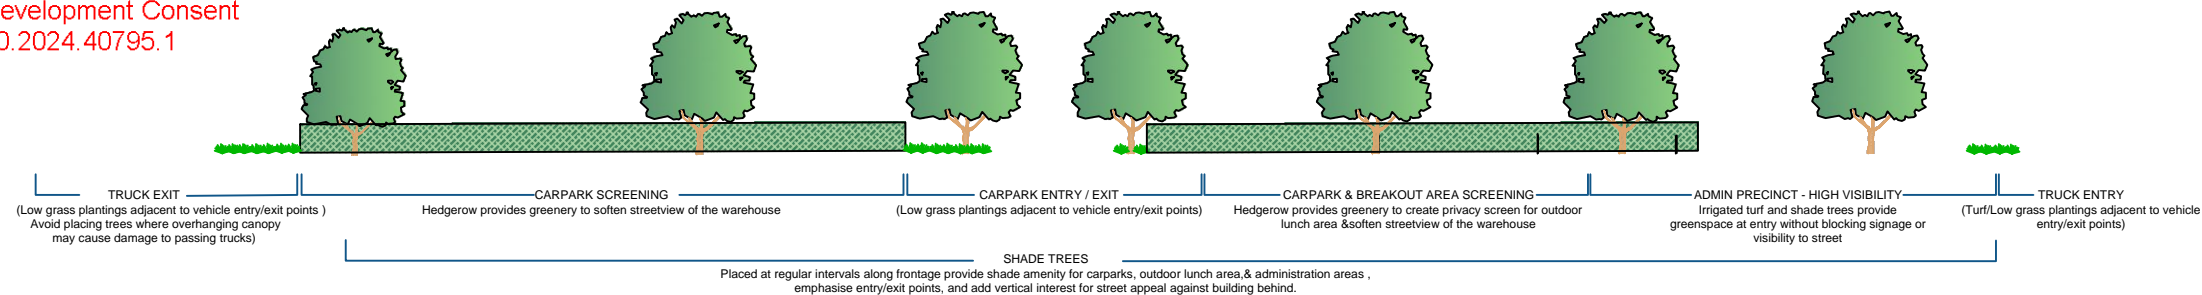 evelopment Consent
0.2024.40795.1
TRUCK EXIT
(Low grass plantings adjacent to vehicle entry/exit points )
Avoid placing trees where overhanging canopy
may cause damage to passing trucks)
CARPARK SCREENING
Hedgerow provides greenery to soften streetview of the warehouse
CARPARK ENTRY / EXIT
(Low grass plantings adjacent to vehicle entry/exit points)
CARPARK & BREAKOUT AREA SCREENING
Hedgerow provides greenery to create privacy screen for outdoor
lunch area &soften streetview of the warehouse
ADMIN PRECINCT - HIGH VISIBILITY
Irrigated turf and shade trees provide
greenspace at entry without blocking signage or
visibility to street
TRUCK ENTRY
(Turf/Low grass plantings adjacent to vehicle
entry/exit points)
SHADE TREES
Placed at regular intervals along frontage provide shade amenity for carparks, outdoor lunch area,& administration areas ,
emphasise entry/exit points, and add vertical interest for street appeal against building behind.